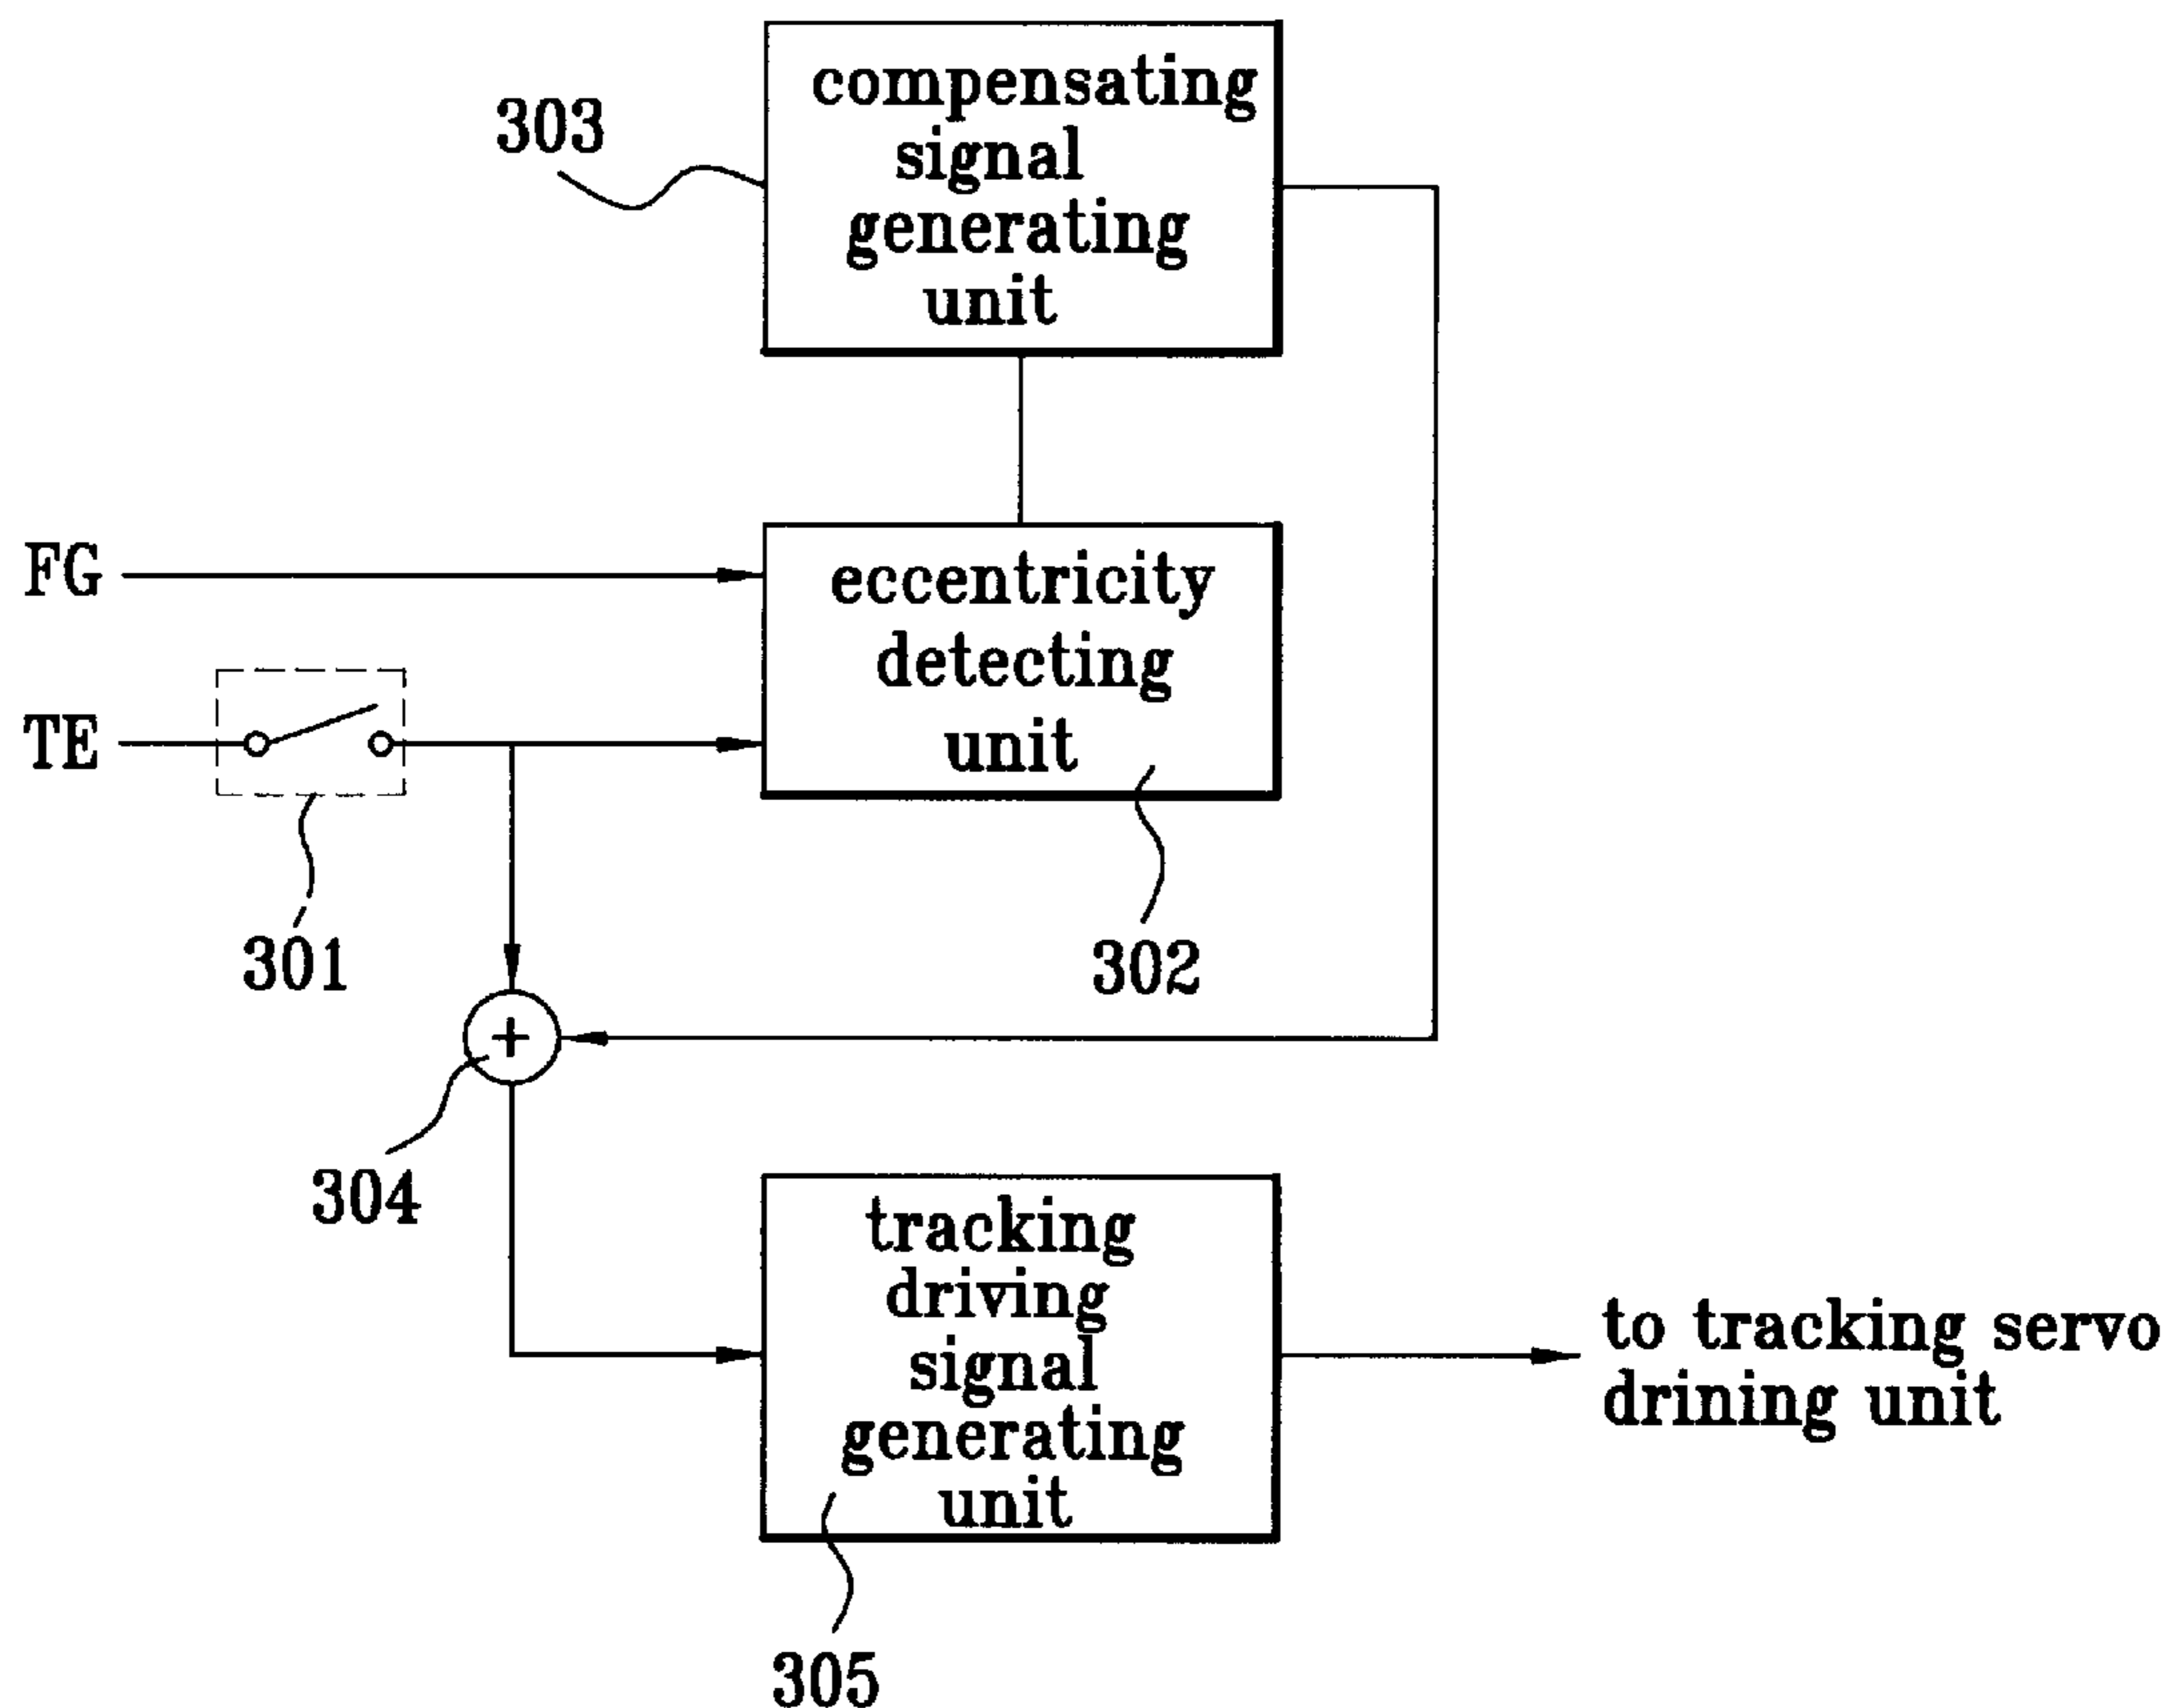 compensating
signal
generating
unit
303
FG
eccentricity
detecting
unit
TE
301
302
+
304
tracking
driving
signal
generating
unit
to tracking servo
drining unit
305